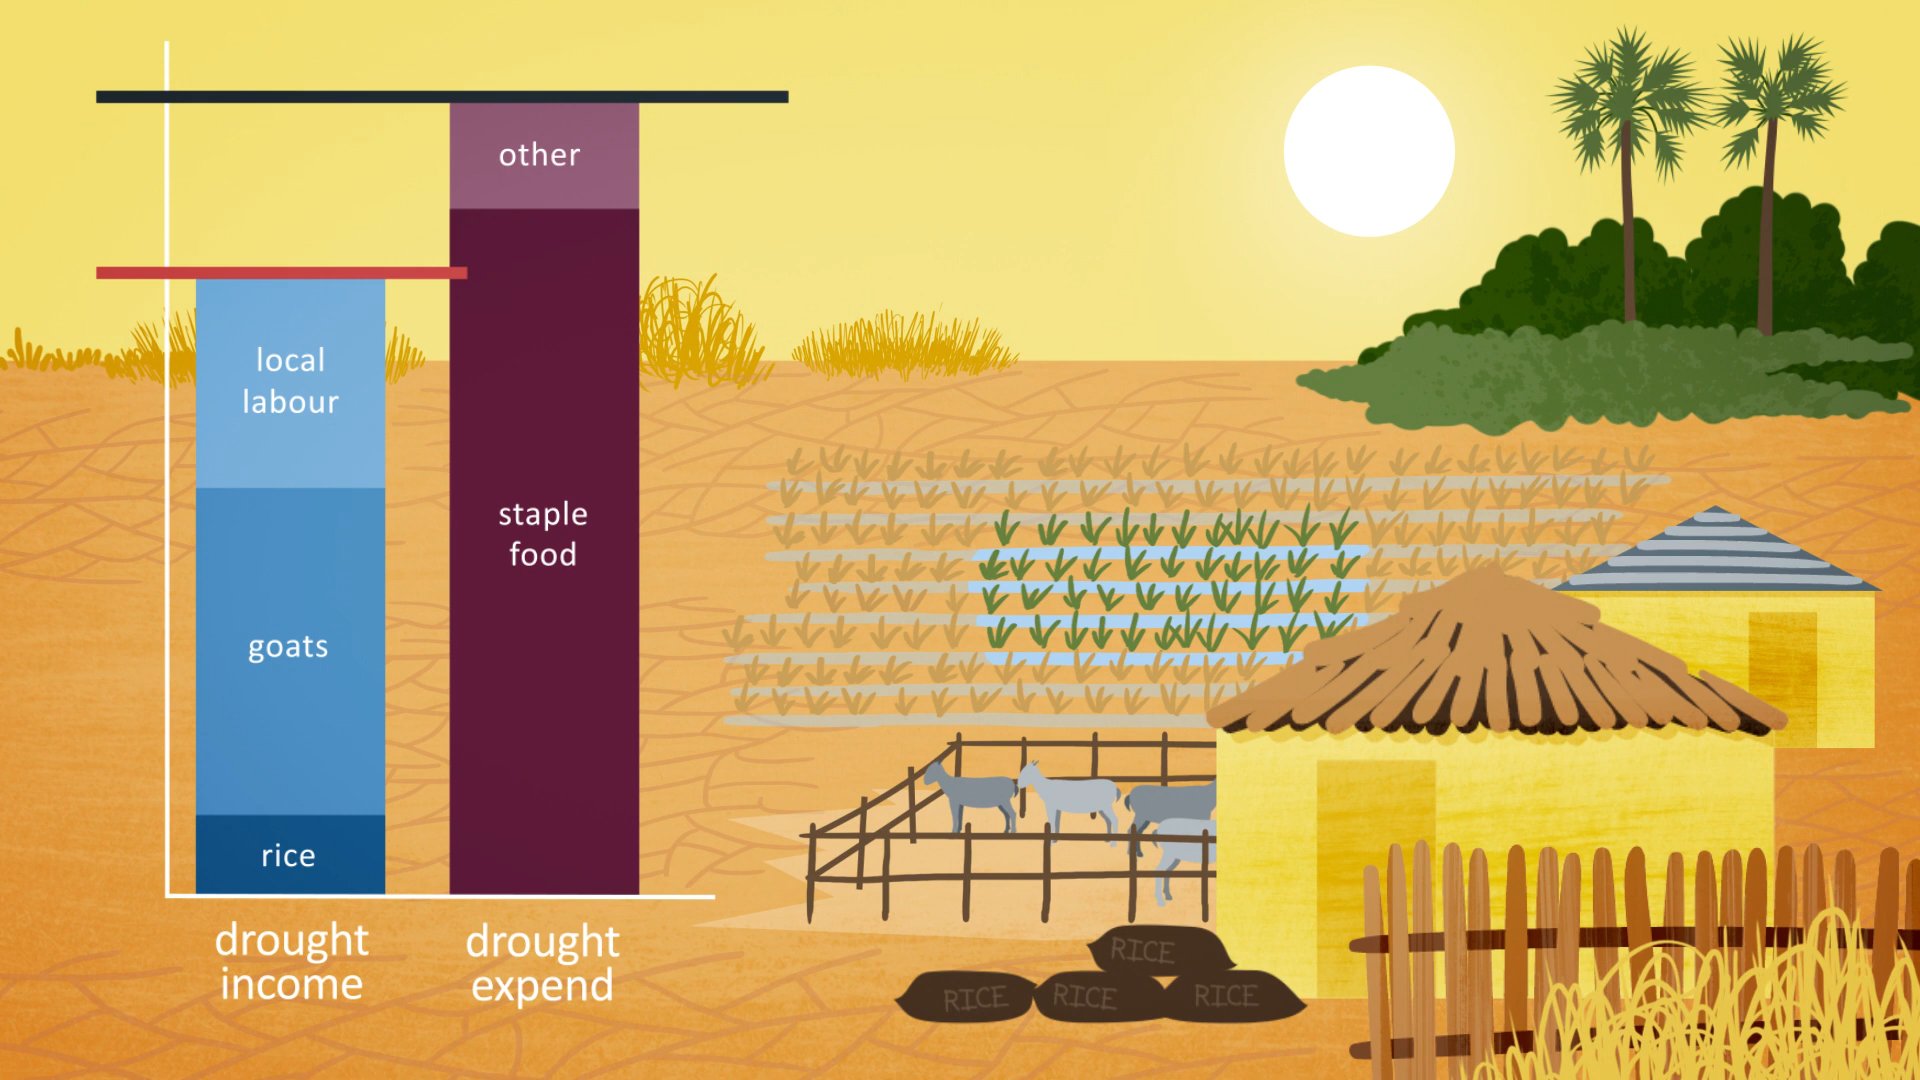 other
local
labour
staple
food
goats
rice
drought
income
drought
expend
RICE
RICE
RICE
RICE